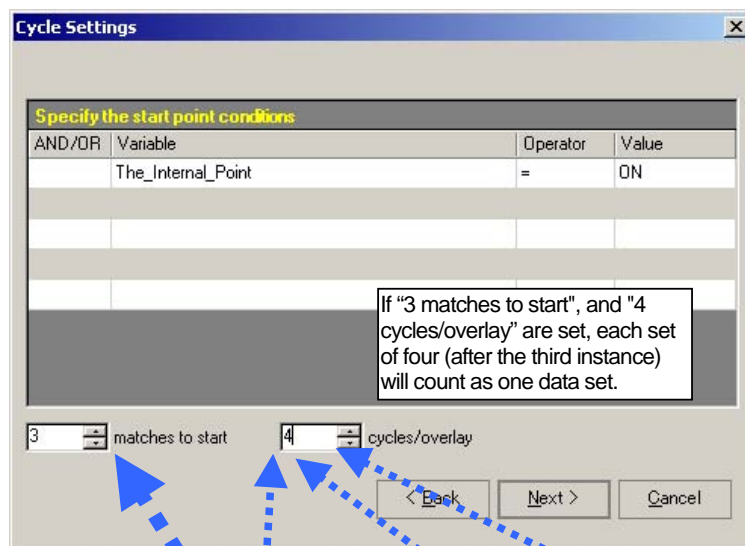 Cycle Settings
Specify the start point conditions
AND/OR Variable Operator Value
The_Internal_Point = ON
If “3 matches to start", and "4
cycles/overlay” are set, each set
of four (after the third instance)
will count as one data set.
3 matches to start 4 cycles/overlay
< Back Next > Cancel